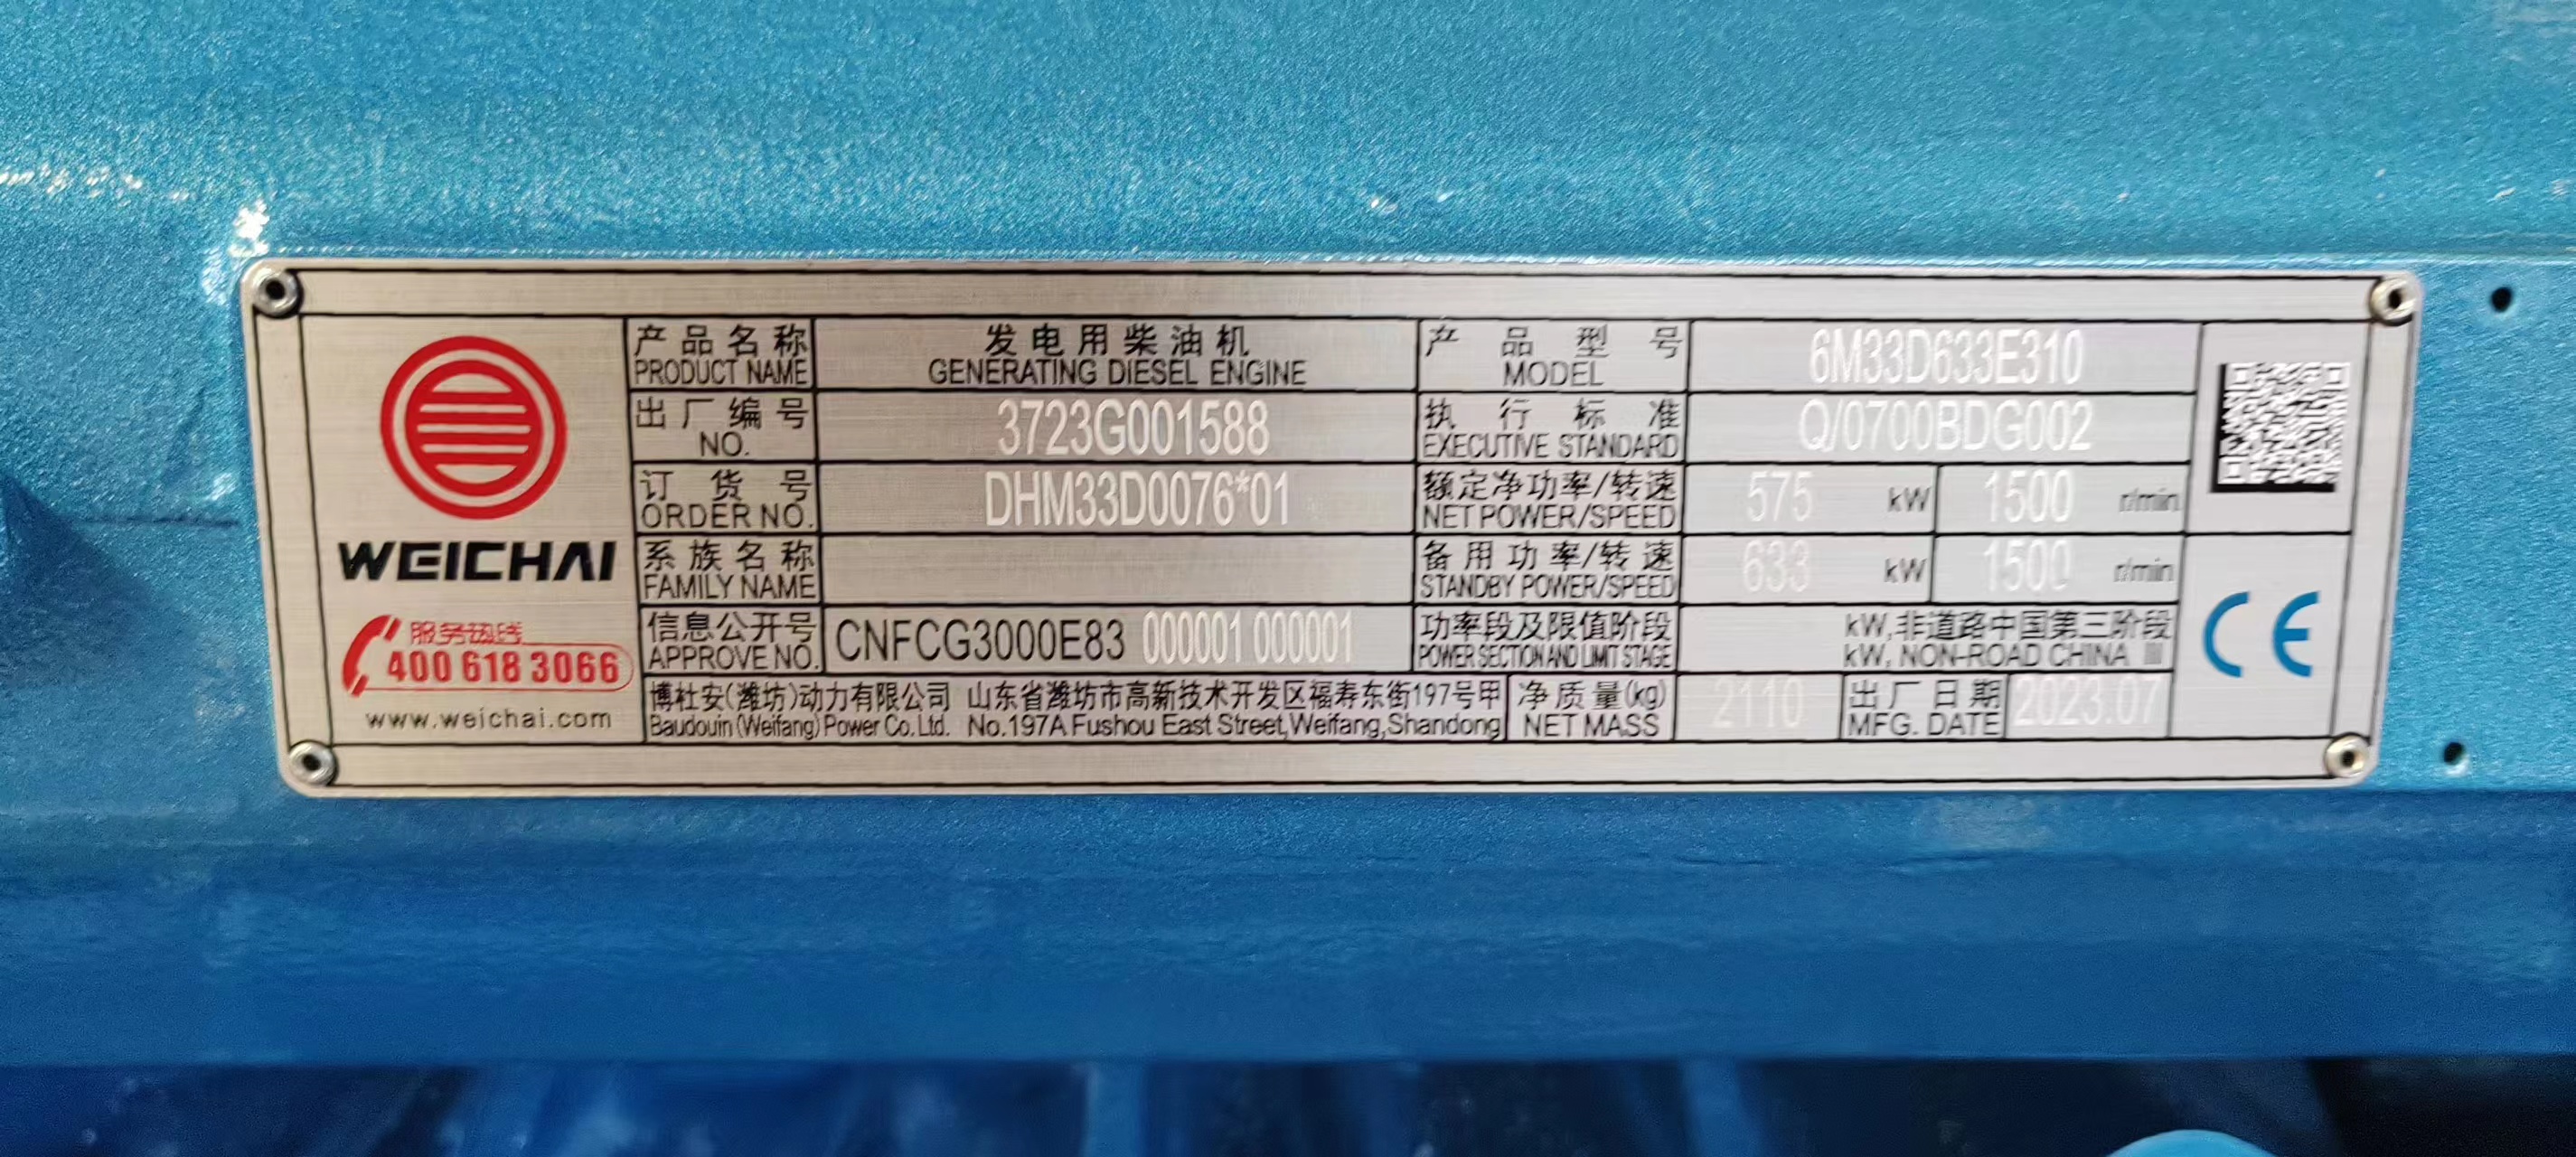 WEICHAI
服务热线
400 618 3066
www.weichai.com
产品名称 发电用柴油机 产品型号 6M33D633E310
PRODUCT NAME GENERATING DIESEL ENGINE MODEL
出厂编号 3723G001588 执行标准 Q/0700BDG002
NO. EXECUTIVE STANDARD
订货号 DHM33D0076*01 额定净功率/转速 575 kW 1500 r/min
ORDER NO. NET POWER/SPEED
系族名称 备用功率/转速 633 kW 1500 r/min
FAMILY NAME STANDBY POWER/SPEED
信息公开号 CNFCG3000E83 000001 000001 功率段及限值阶段 kW,非道路中国第三阶段
APPROVE NO. POWER SECTION AND LIMIT STAGE kW, NON-ROAD CHINA III
博杜安(潍坊)动力有限公司 山东省潍坊市高新技术开发区福寿东街197号甲 净质量(kg) 2110 出厂日期 2023.07
Baudouin (Weifang) Power Co. Ltd. No.197A Fushou East Street,Weifang,Shandong NET MASS MFG. DATE
CE